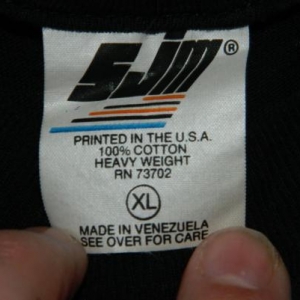 SJM®
PRINTED IN THE U.S.A.
100% COTTON
HEAVY WEIGHT
RN 73702
XL
MADE IN VENEZUELA
SEE OVER FOR CARE